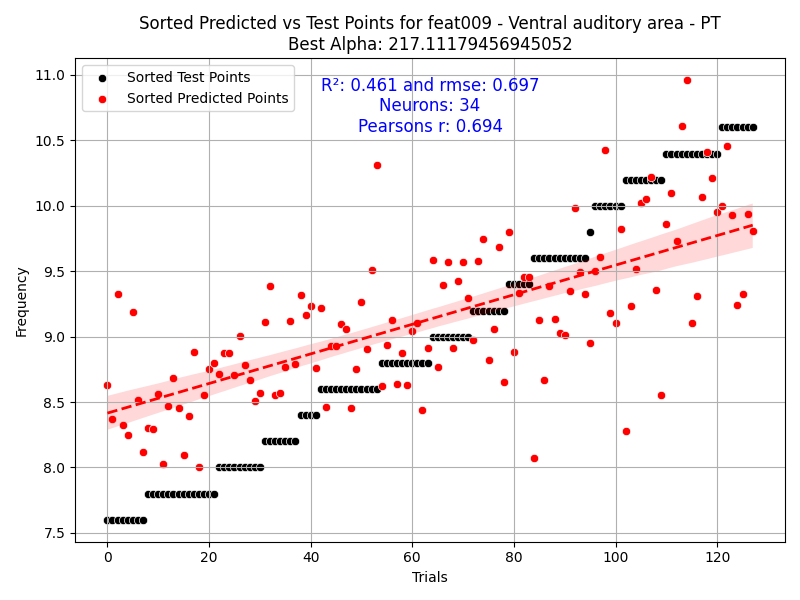 Sorted Predicted vs Test Points for feat009 - Ventral auditory area - PT
Best Alpha: 217.11179456945052
Sorted Test Points
Sorted Predicted Points
R²: 0.461 and rmse: 0.697
Neurons: 34
Pearsons r: 0.694
Frequency
11.0
10.5
10.0
9.5
9.0
8.5
8.0
7.5
0 20 40 60 80 100 120
Trials